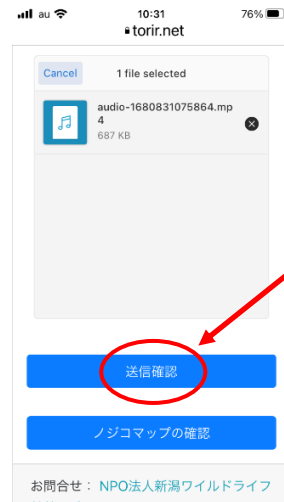 au 10:31 76%
torir.net
Cancel 1 file selected
audio-1680831075864.mp
4
687 KB
送信確認
ノジコマップの確認
お問合せ： NPO法人新潟ワイルドライフ